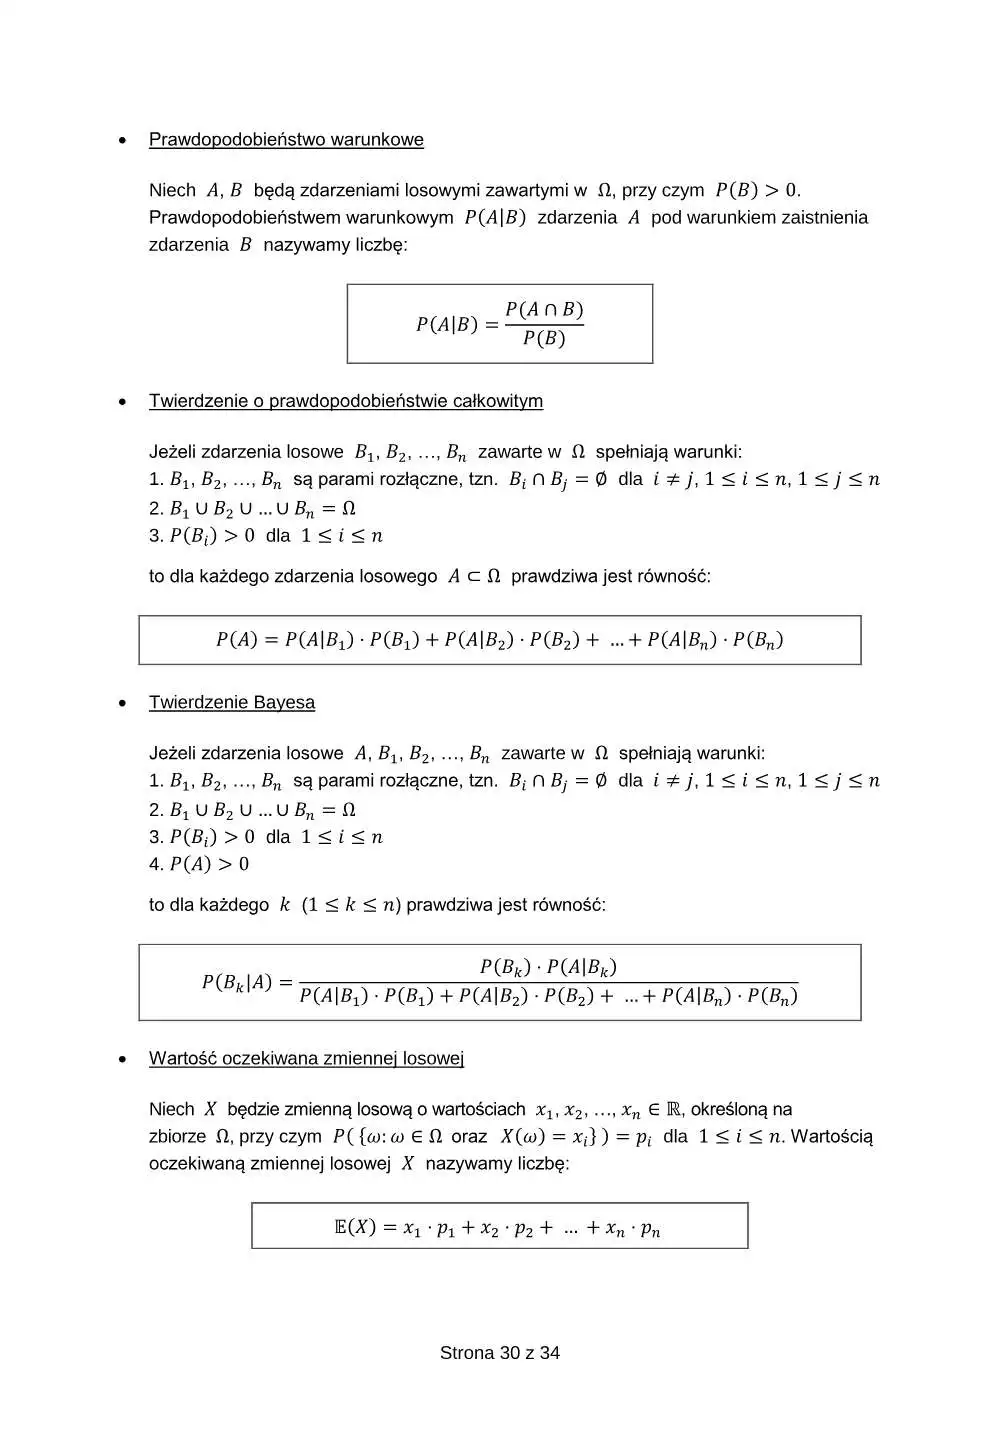 • Prawdopodobieństwo warunkowe
Niech A, B będą zdarzeniami losowymi zawartymi w Ω, przy czym P(B) > 0.
Prawdopodobieństwem warunkowym P(A|B) zdarzenia A pod warunkiem zaistnienia
zdarzenia B nazywamy liczbę:
P(A|B) = P(A ∩ B) / P(B)
• Twierdzenie o prawdopodobieństwie całkowitym
Jeżeli zdarzenia losowe B₁, B₂, …, Bₙ zawarte w Ω spełniają warunki:
1. B₁, B₂, …, Bₙ są parami rozłączne, tzn. Bᵢ ∩ Bⱼ = ∅ dla i ≠ j, 1 ≤ i ≤ n, 1 ≤ j ≤ n
2. B₁ ∪ B₂ ∪ … ∪ Bₙ = Ω
3. P(Bᵢ) > 0 dla 1 ≤ i ≤ n
to dla każdego zdarzenia losowego A ⊂ Ω prawdziwa jest równość:
P(A) = P(A|B₁) · P(B₁) + P(A|B₂) · P(B₂) + … + P(A|Bₙ) · P(Bₙ)
• Twierdzenie Bayesa
Jeżeli zdarzenia losowe A, B₁, B₂, …, Bₙ zawarte w Ω spełniają warunki:
1. B₁, B₂, …, Bₙ są parami rozłączne, tzn. Bᵢ ∩ Bⱼ = ∅ dla i ≠ j, 1 ≤ i ≤ n, 1 ≤ j ≤ n
2. B₁ ∪ B₂ ∪ … ∪ Bₙ = Ω
3. P(Bᵢ) > 0 dla 1 ≤ i ≤ n
4. P(A) > 0
to dla każdego k (1 ≤ k ≤ n) prawdziwa jest równość:
P(Bₖ|A) = P(Bₖ) · P(A|Bₖ) / P(A|B₁) · P(B₁) + P(A|B₂) · P(B₂) + … + P(A|Bₙ) · P(Bₙ)
• Wartość oczekiwana zmiennej losowej
Niech X będzie zmienną losową o wartościach x₁, x₂, …, xₙ ∈ ℝ, określoną na
zbiorze Ω, przy czym P({ω: ω ∈ Ω oraz X(ω) = xᵢ}) = pᵢ dla 1 ≤ i ≤ n. Wartością
oczekiwaną zmiennej losowej X nazywamy liczbę:
𝔼(X) = x₁ · p₁ + x₂ · p₂ + … + xₙ · pₙ
Strona 30 z 34